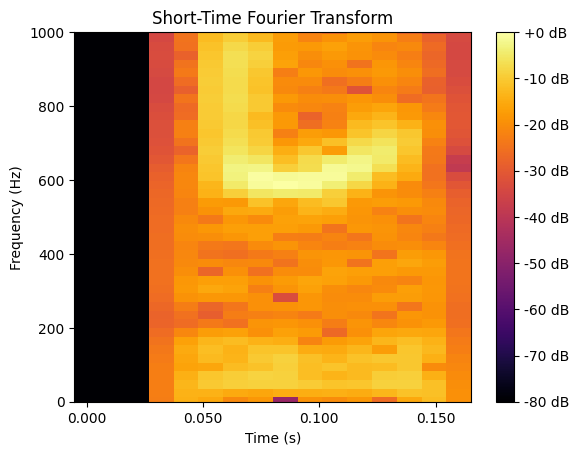 Short-Time Fourier Transform
1000
800
600
400
200
0
Frequency (Hz)
0.000
0.050
0.100
0.150
Time (s)
+0 dB
-10 dB
-20 dB
-30 dB
-40 dB
-50 dB
-60 dB
-70 dB
-80 dB